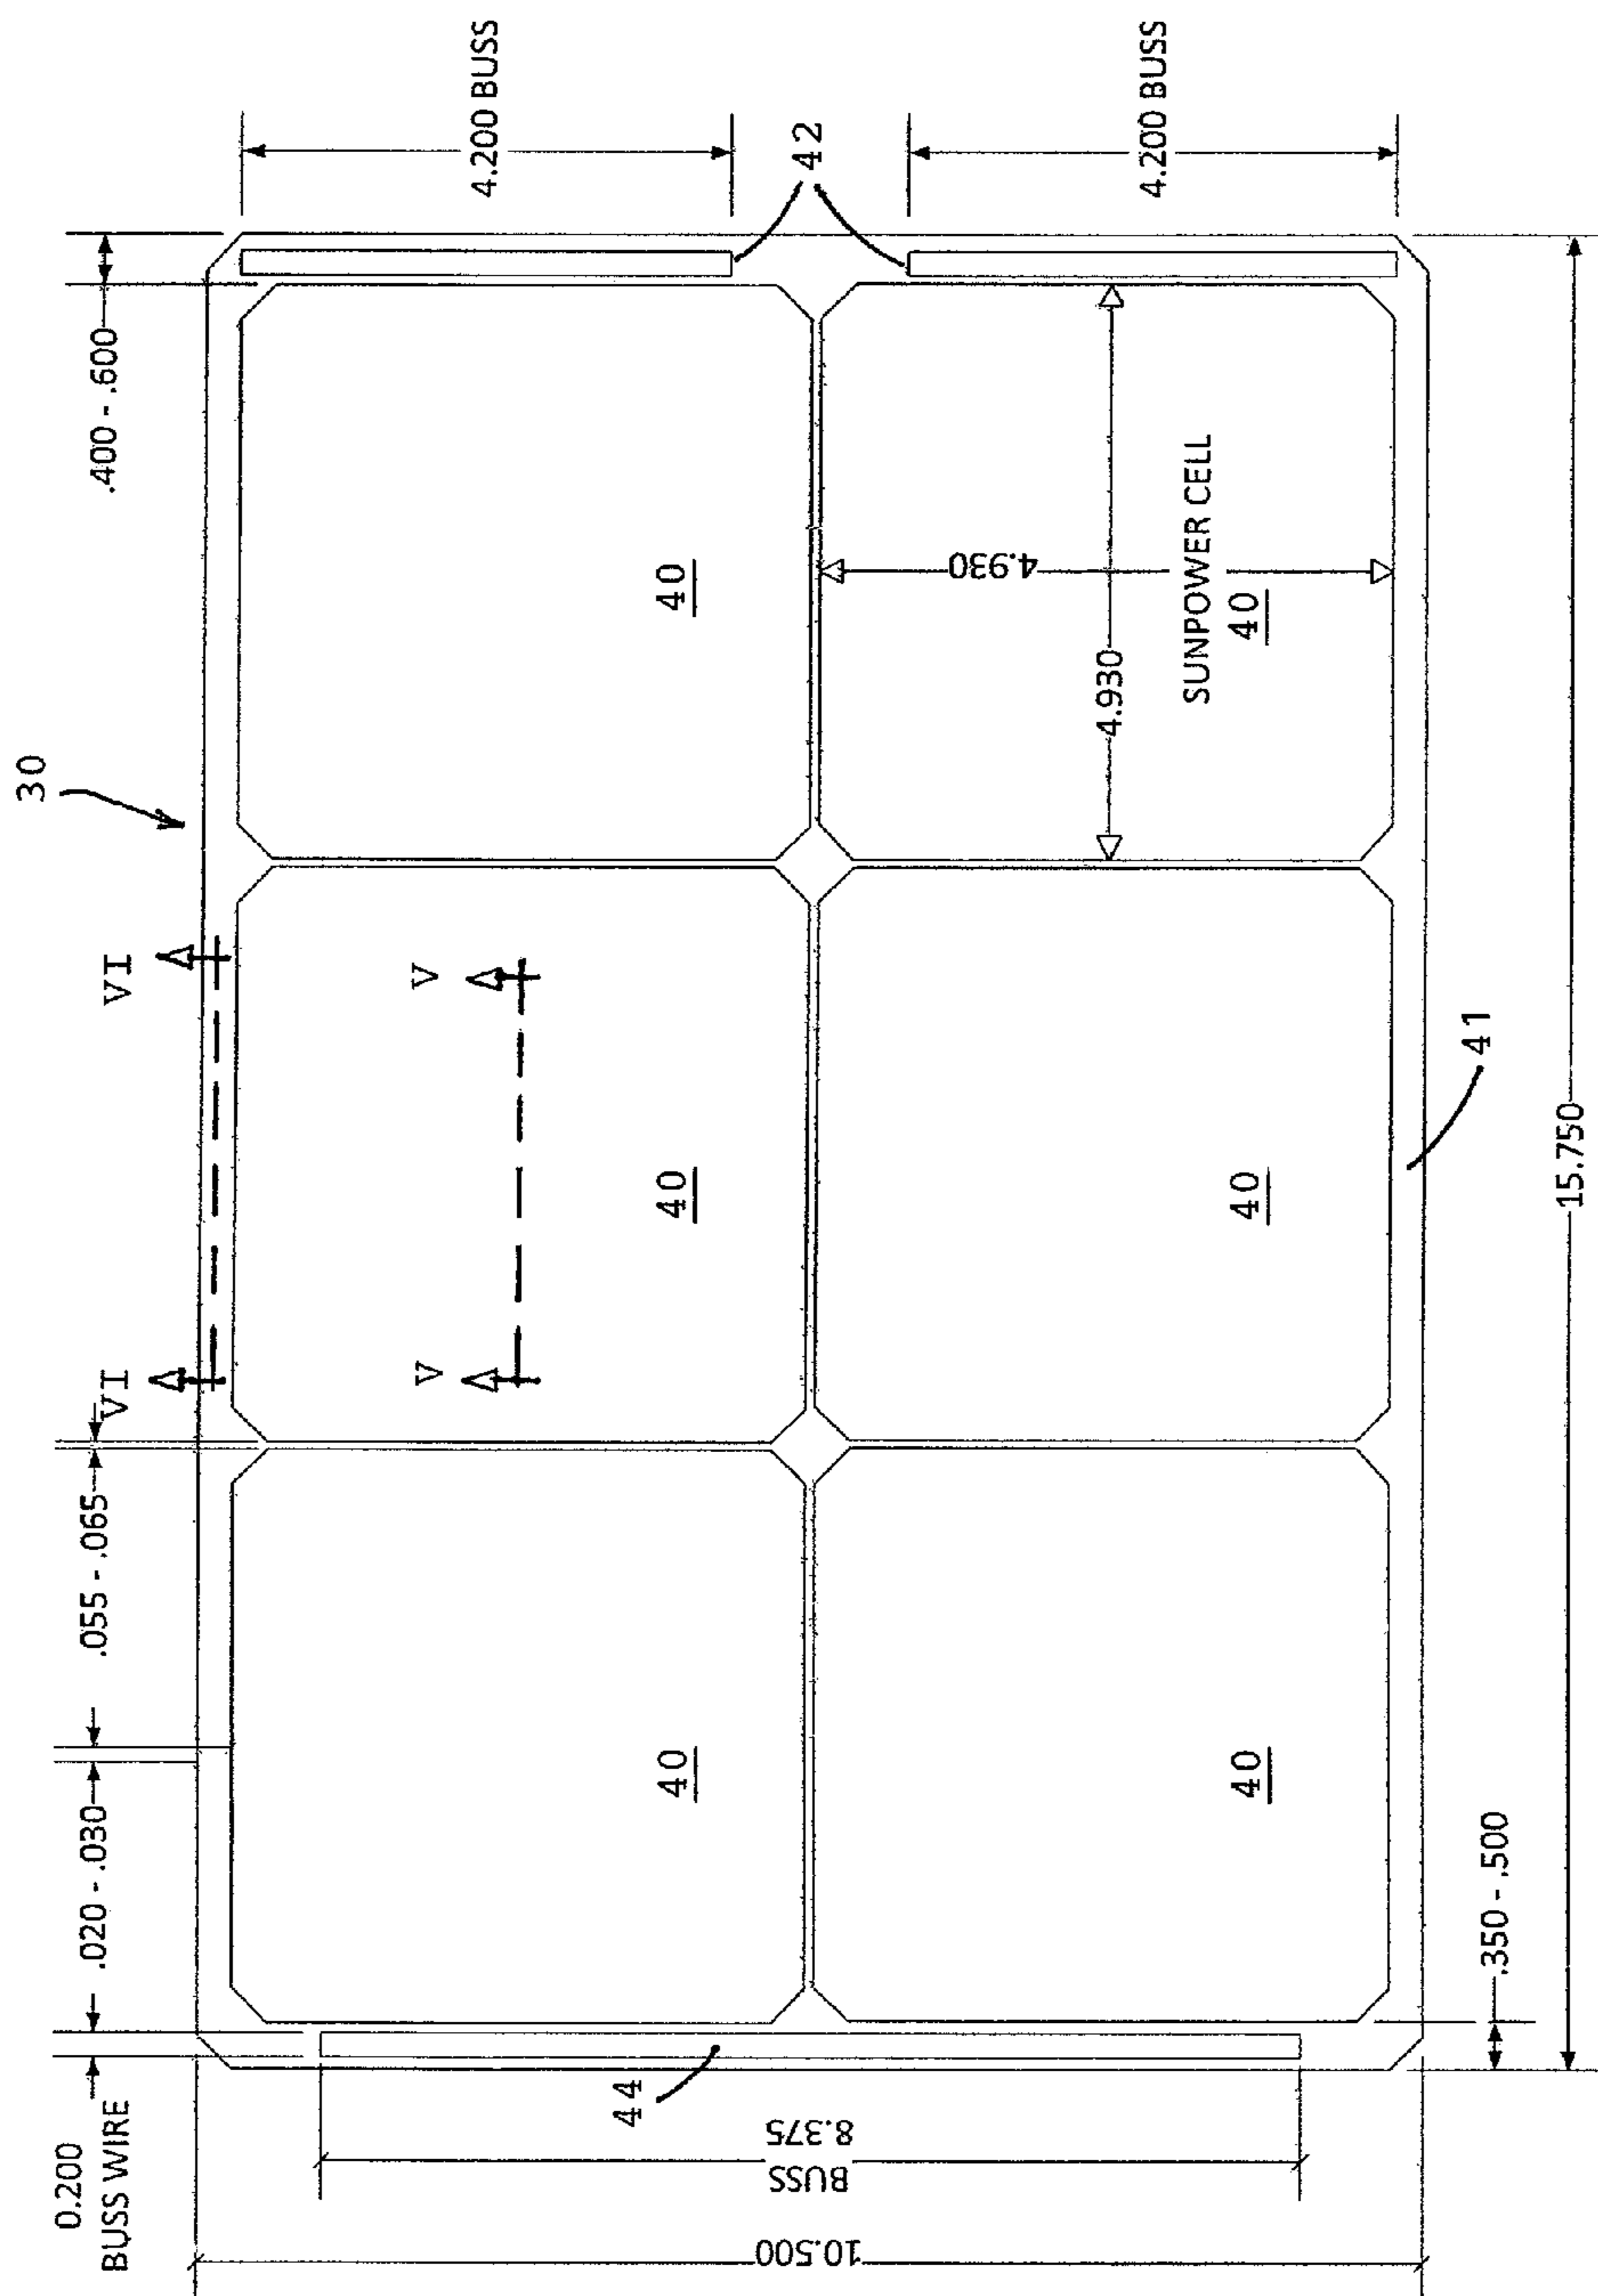 30
0.200
BUSS WIRE
.020 - .030
.055 - .065
.400 - .600
VI
VI
V
V
4.200 BUSS
4.200 BUSS
42
40
40
40
4.930
4.930
SUNPOWER CELL
40
40
40
44
BUSS
8.375
10.500
41
.350 - .500
15.750